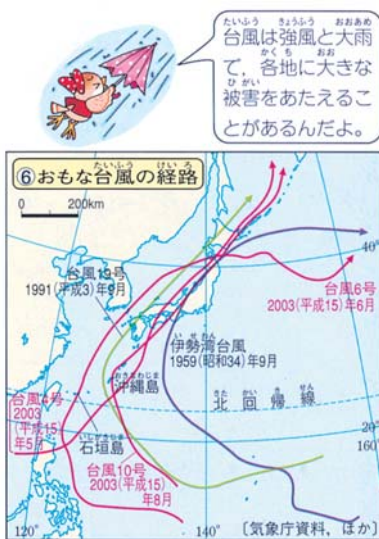 台風は強風と大雨
で、各地に大きな
被害をあたえるこ
とがあるんだよ。
⑥おもな台風の経路
0 200km
台風19号
1991(平成3)年9月
40°
台風6号
2003(平成15)年6月
伊勢湾台風
1959(昭和34)年9月
沖縄島
北回帰線
台風4号
2003
(平成15)
年5月
石垣島
20°
160°
台風10号
2003(平成15)
年8月
120°
140°
〔気象庁資料,ほか〕